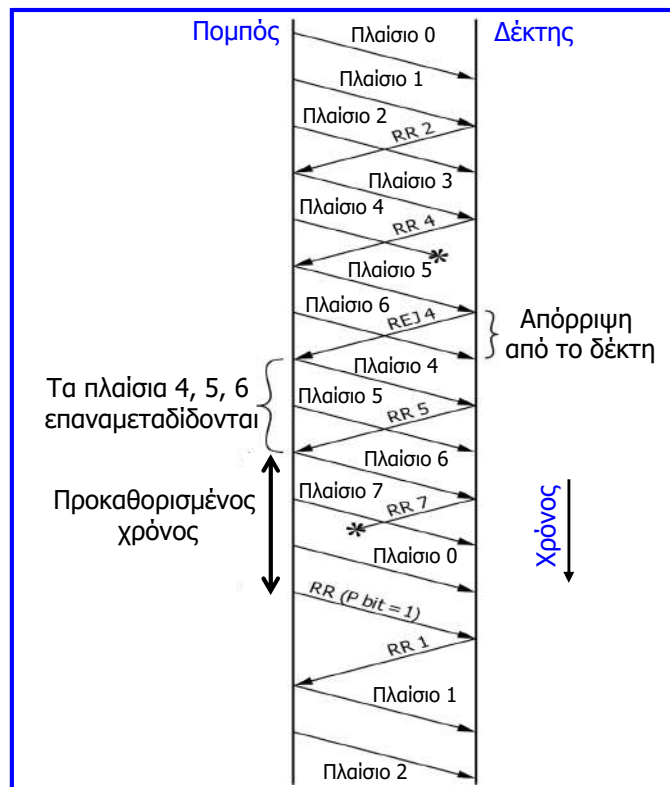 Πομπός
Δέκτης
Πλαίσιο 0
Πλαίσιο 1
Πλαίσιο 2
RR 2
Πλαίσιο 3
Πλαίσιο 4
RR 4
*
Πλαίσιο 5
Πλαίσιο 6
REJ 4
Απόρριψη
από το δέκτη
Πλαίσιο 4
Τα πλαίσια 4, 5, 6
επαναμεταδίδονται
Πλαίσιο 5
RR 5
Πλαίσιο 6
Πλαίσιο 7
RR 7
*
Προκαθορισμένος
χρόνος
Χρόνος
Πλαίσιο 0
RR (P bit = 1)
RR 1
Πλαίσιο 1
Πλαίσιο 2